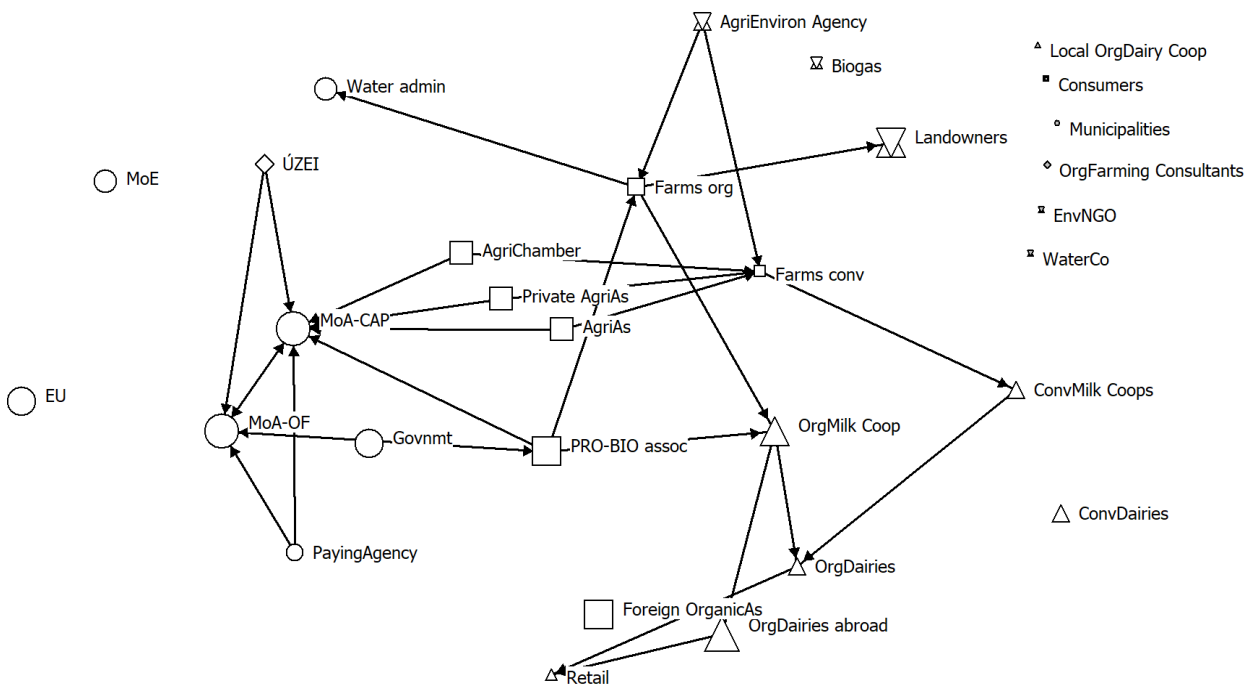 AgriEnviron Agency
Local OrgDairy Coop
Biogas
Consumers
Water admin
Municipalities
Landowners
ÚZEI
OrgFarming Consultants
MoE
Farms org
EnvNGO
AgriChamber
WaterCo
Farms conv
Private AgriAs
MoA-CAP
AgriAs
ConvMilk Coops
EU
MoA-OF
OrgMilk Coop
Govnmt
PRO-BIO assoc
ConvDairies
PayingAgency
OrgDairies
Foreign OrganicAs
OrgDairies abroad
Retail